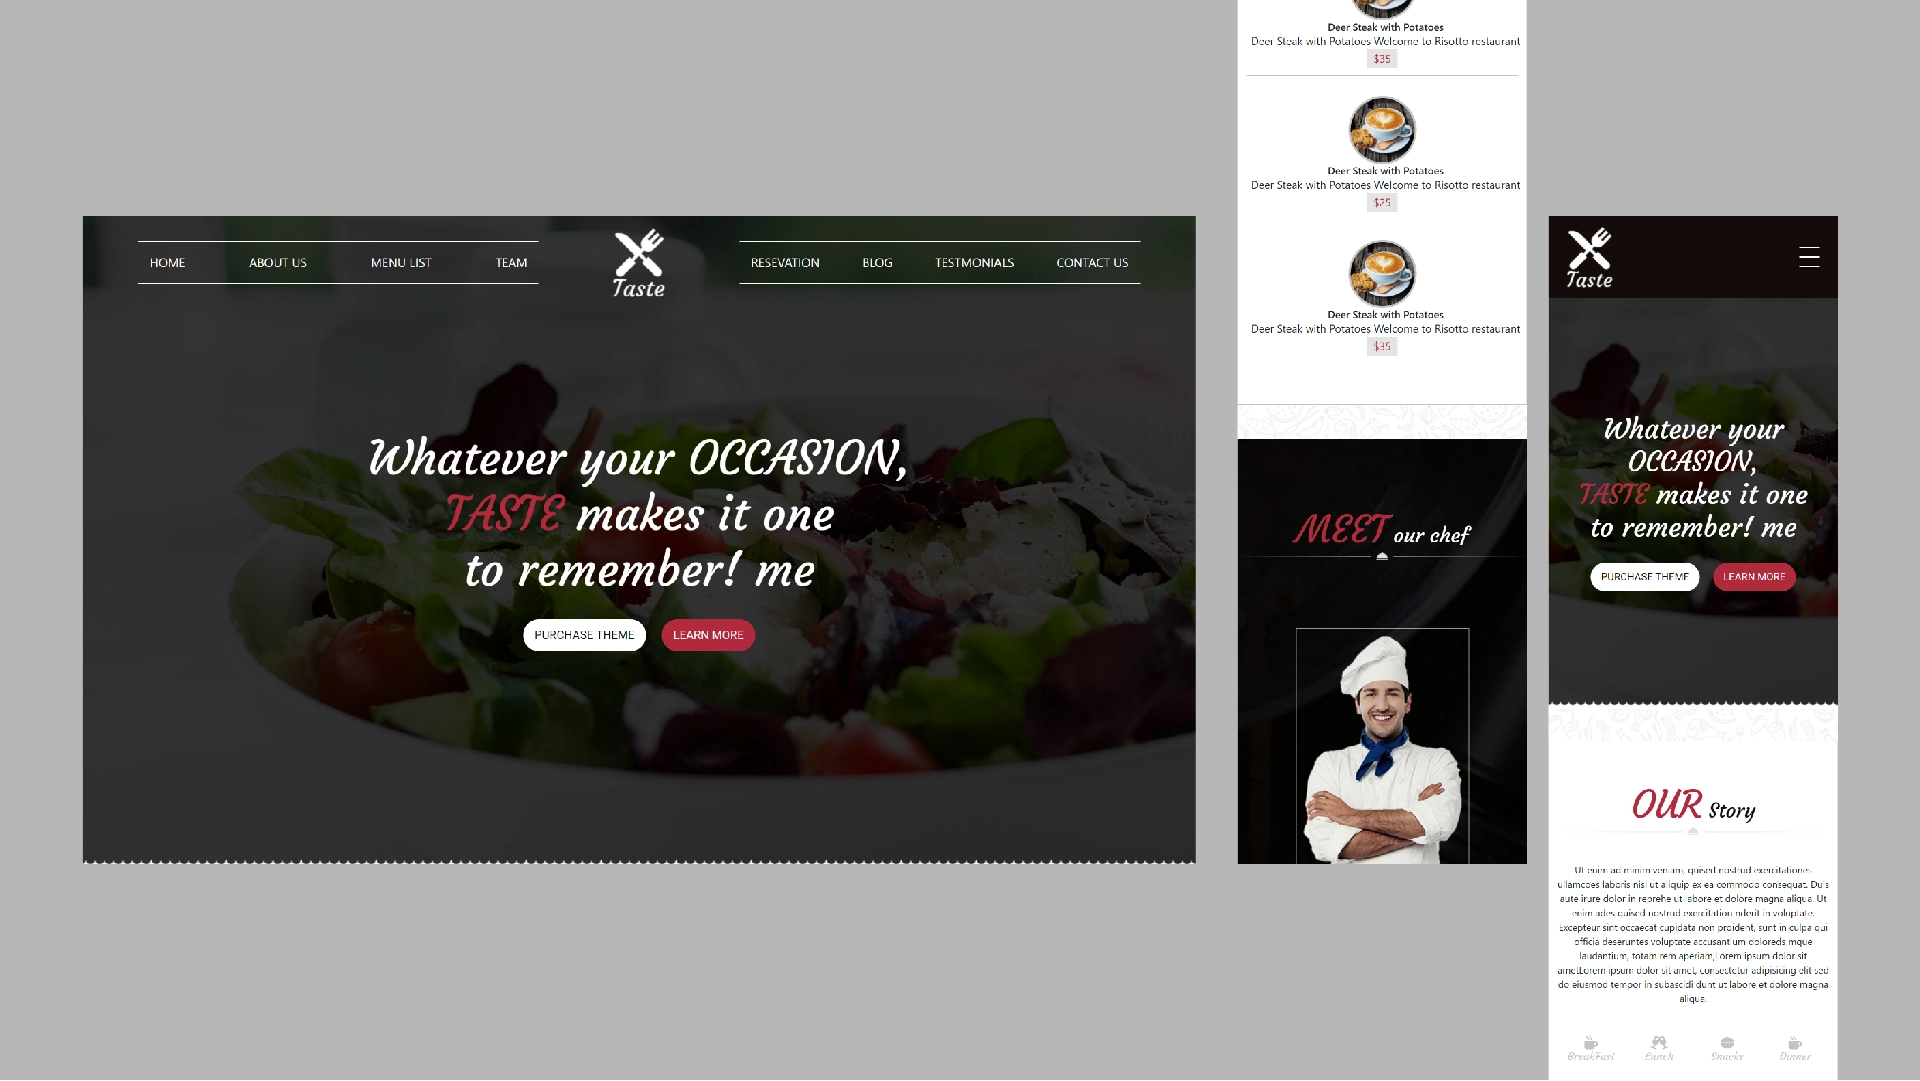 HOME ABOUT US MENU LIST TEAM
Taste
RESEVATION BLOG TESTMONIALS CONTACT US
Whatever your OCCASION,
TASTE makes it one
to remember! me
PURCHASE THEME LEARN MORE
Deer Steak with Potatoes
Deer Steak with Potatoes Welcome to Risotto restaurant
$35
Deer Steak with Potatoes
Deer Steak with Potatoes Welcome to Risotto restaurant
$25
Deer Steak with Potatoes
Deer Steak with Potatoes Welcome to Risotto restaurant
$35
MEET our chef
Taste
Whatever your
OCCASION,
TASTE makes it one
to remember! me
PURCHASE THEME LEARN MORE
OUR Story
Ut enim ad minim veniam, quised nostrud exercitationes
ullamcoes laboris nisi ut aliquip ex ea commodo consequat. Duis
aute irure dolor in reprehe ut labore et dolore magna aliqua. Ut
enim ades quised nostrud exercitation nderit in voluptate.
Excepteur sint occaecat cupidata non proident, sunt in culpa qui
officia deseruntes voluptate accusant um doloreds mque
laudantium, totam rem aperiam,Lorem ipsum dolor sit
ametLorem ipsum dolor sit amet, consectetur adipisicing elit sed
do eiusmod tempor in subascidi dunt ut labore et dolore magna
aliqua.
BreakFast Lunch Snacks Dinner